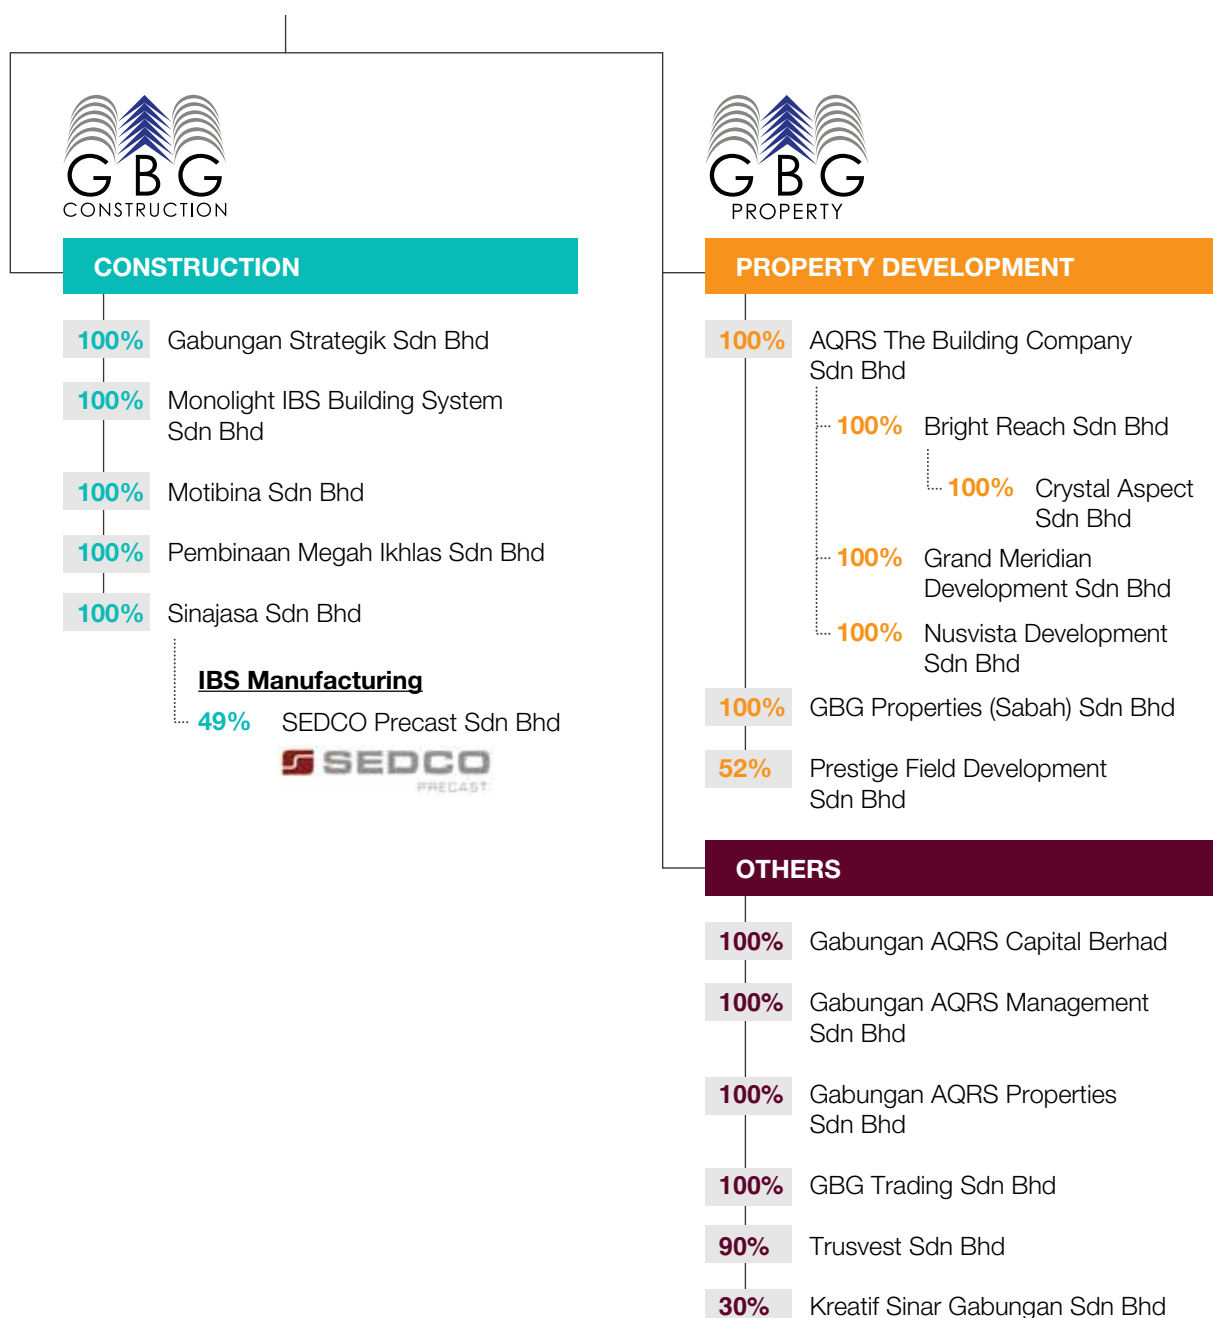 GBG
CONSTRUCTION
CONSTRUCTION
100% Gabungan Strategik Sdn Bhd
100% Monolight IBS Building System
Sdn Bhd
100% Motibina Sdn Bhd
100% Pembinaan Megah Ikhlas Sdn Bhd
100% Sinajasa Sdn Bhd
IBS Manufacturing
49% SEDCO Precast Sdn Bhd
SEDCO
PRECAST
GBG
PROPERTY
PROPERTY DEVELOPMENT
100% AQRS The Building Company
Sdn Bhd
100% Bright Reach Sdn Bhd
100% Crystal Aspect
Sdn Bhd
100% Grand Meridian
Development Sdn Bhd
100% Nusvista Development
Sdn Bhd
100% GBG Properties (Sabah) Sdn Bhd
52% Prestige Field Development
Sdn Bhd
OTHERS
100% Gabungan AQRS Capital Berhad
100% Gabungan AQRS Management
Sdn Bhd
100% Gabungan AQRS Properties
Sdn Bhd
100% GBG Trading Sdn Bhd
90% Trusvest Sdn Bhd
30% Kreatif Sinar Gabungan Sdn Bhd